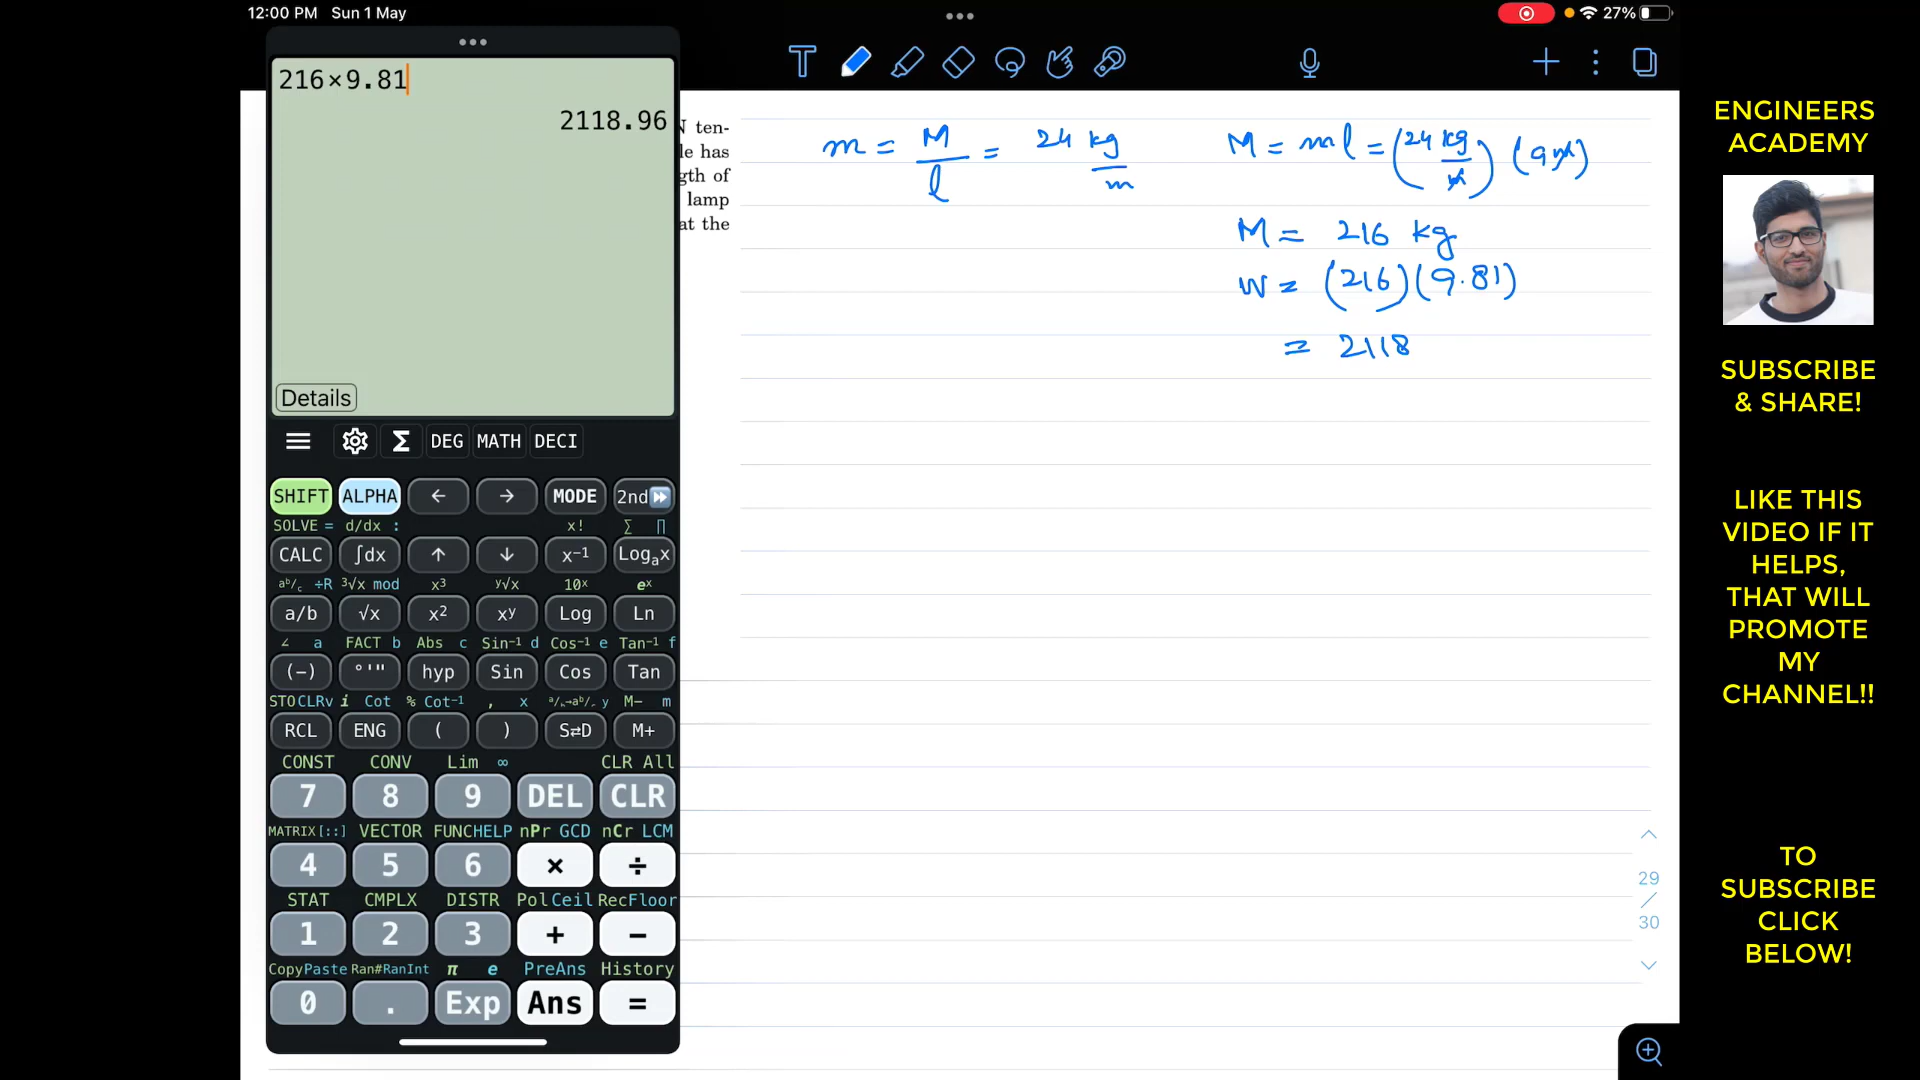 12:00 PM Sun 1 May
27%
216×9.81
2118.96
Details
DEG MATH DECI
SHIFT ALPHA ← → MODE 2nd
SOLVE = d/dx : x! ∑ ∏
CALC ∫dx ↑ ↓ x⁻¹ Logₐx
aᵇ/c ÷R ³√x mod x³ ʸ√x 10ˣ eˣ
a/b √x x² xʸ Log Ln
∠ a FACT b Abs c Sin⁻¹ d Cos⁻¹ e Tan⁻¹ f
(−) °'" hyp Sin Cos Tan
STO CLRv i Cot % Cot⁻¹ , x y M− m
RCL ENG ( ) S⇄D M+
CONST CONV Lim ∞ CLR All
7 8 9 DEL CLR
MATRIX[::] VECTOR FUNC HELP nPr GCD nCr LCM
4 5 6 × ÷
STAT CMPLX DISTR Pol Ceil Rec Floor
1 2 3 + −
Copy Paste Ran# RanInt π e PreAns History
0 . Exp Ans =
N ten-
le has
gth of
lamp
at the
m = M/l = 24 kg/m
M = ml = (24 kg/m) (9m)
M = 216 kg
W = (216)(9.81)
= 2118
29
/
30
ENGINEERS
ACADEMY
SUBSCRIBE
& SHARE!
LIKE THIS
VIDEO IF IT
HELPS,
THAT WILL
PROMOTE
MY
CHANNEL!!
TO
SUBSCRIBE
CLICK
BELOW!